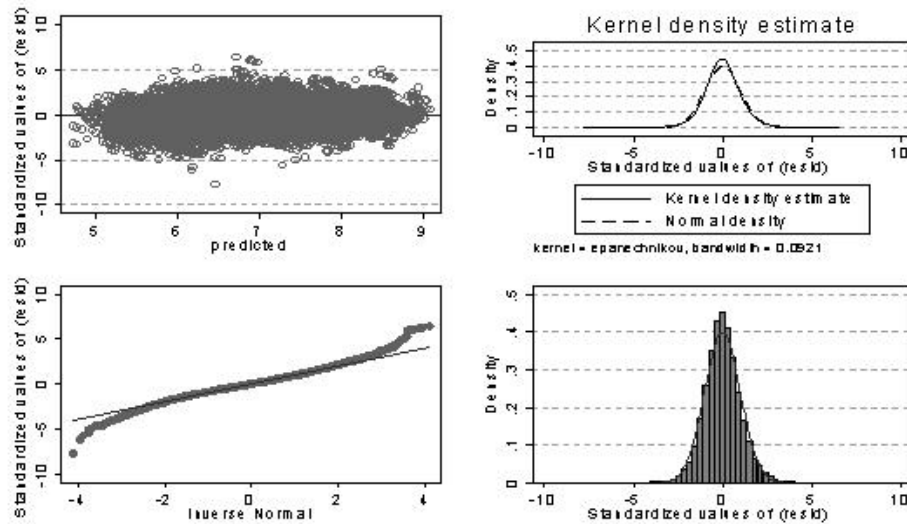 Standardized values of (resid)
10
5
0
-5
-10
5
6
7
8
9
predicted
Kernel density estimate
Density
0 .1 .2 .3 .4 .5
-10
-5
0
5
10
Standardized values of (resid)
Kernel density estimate
Normal density
kernel = epanechnikov, bandwidth = 0.0921
Standardized values of (resid)
10
5
0
-5
-10
-4
-2
0
2
4
Inverse Normal
Density
.5
.4
.3
.2
.1
0
-10
-5
0
5
10
Standardized values of (resid)